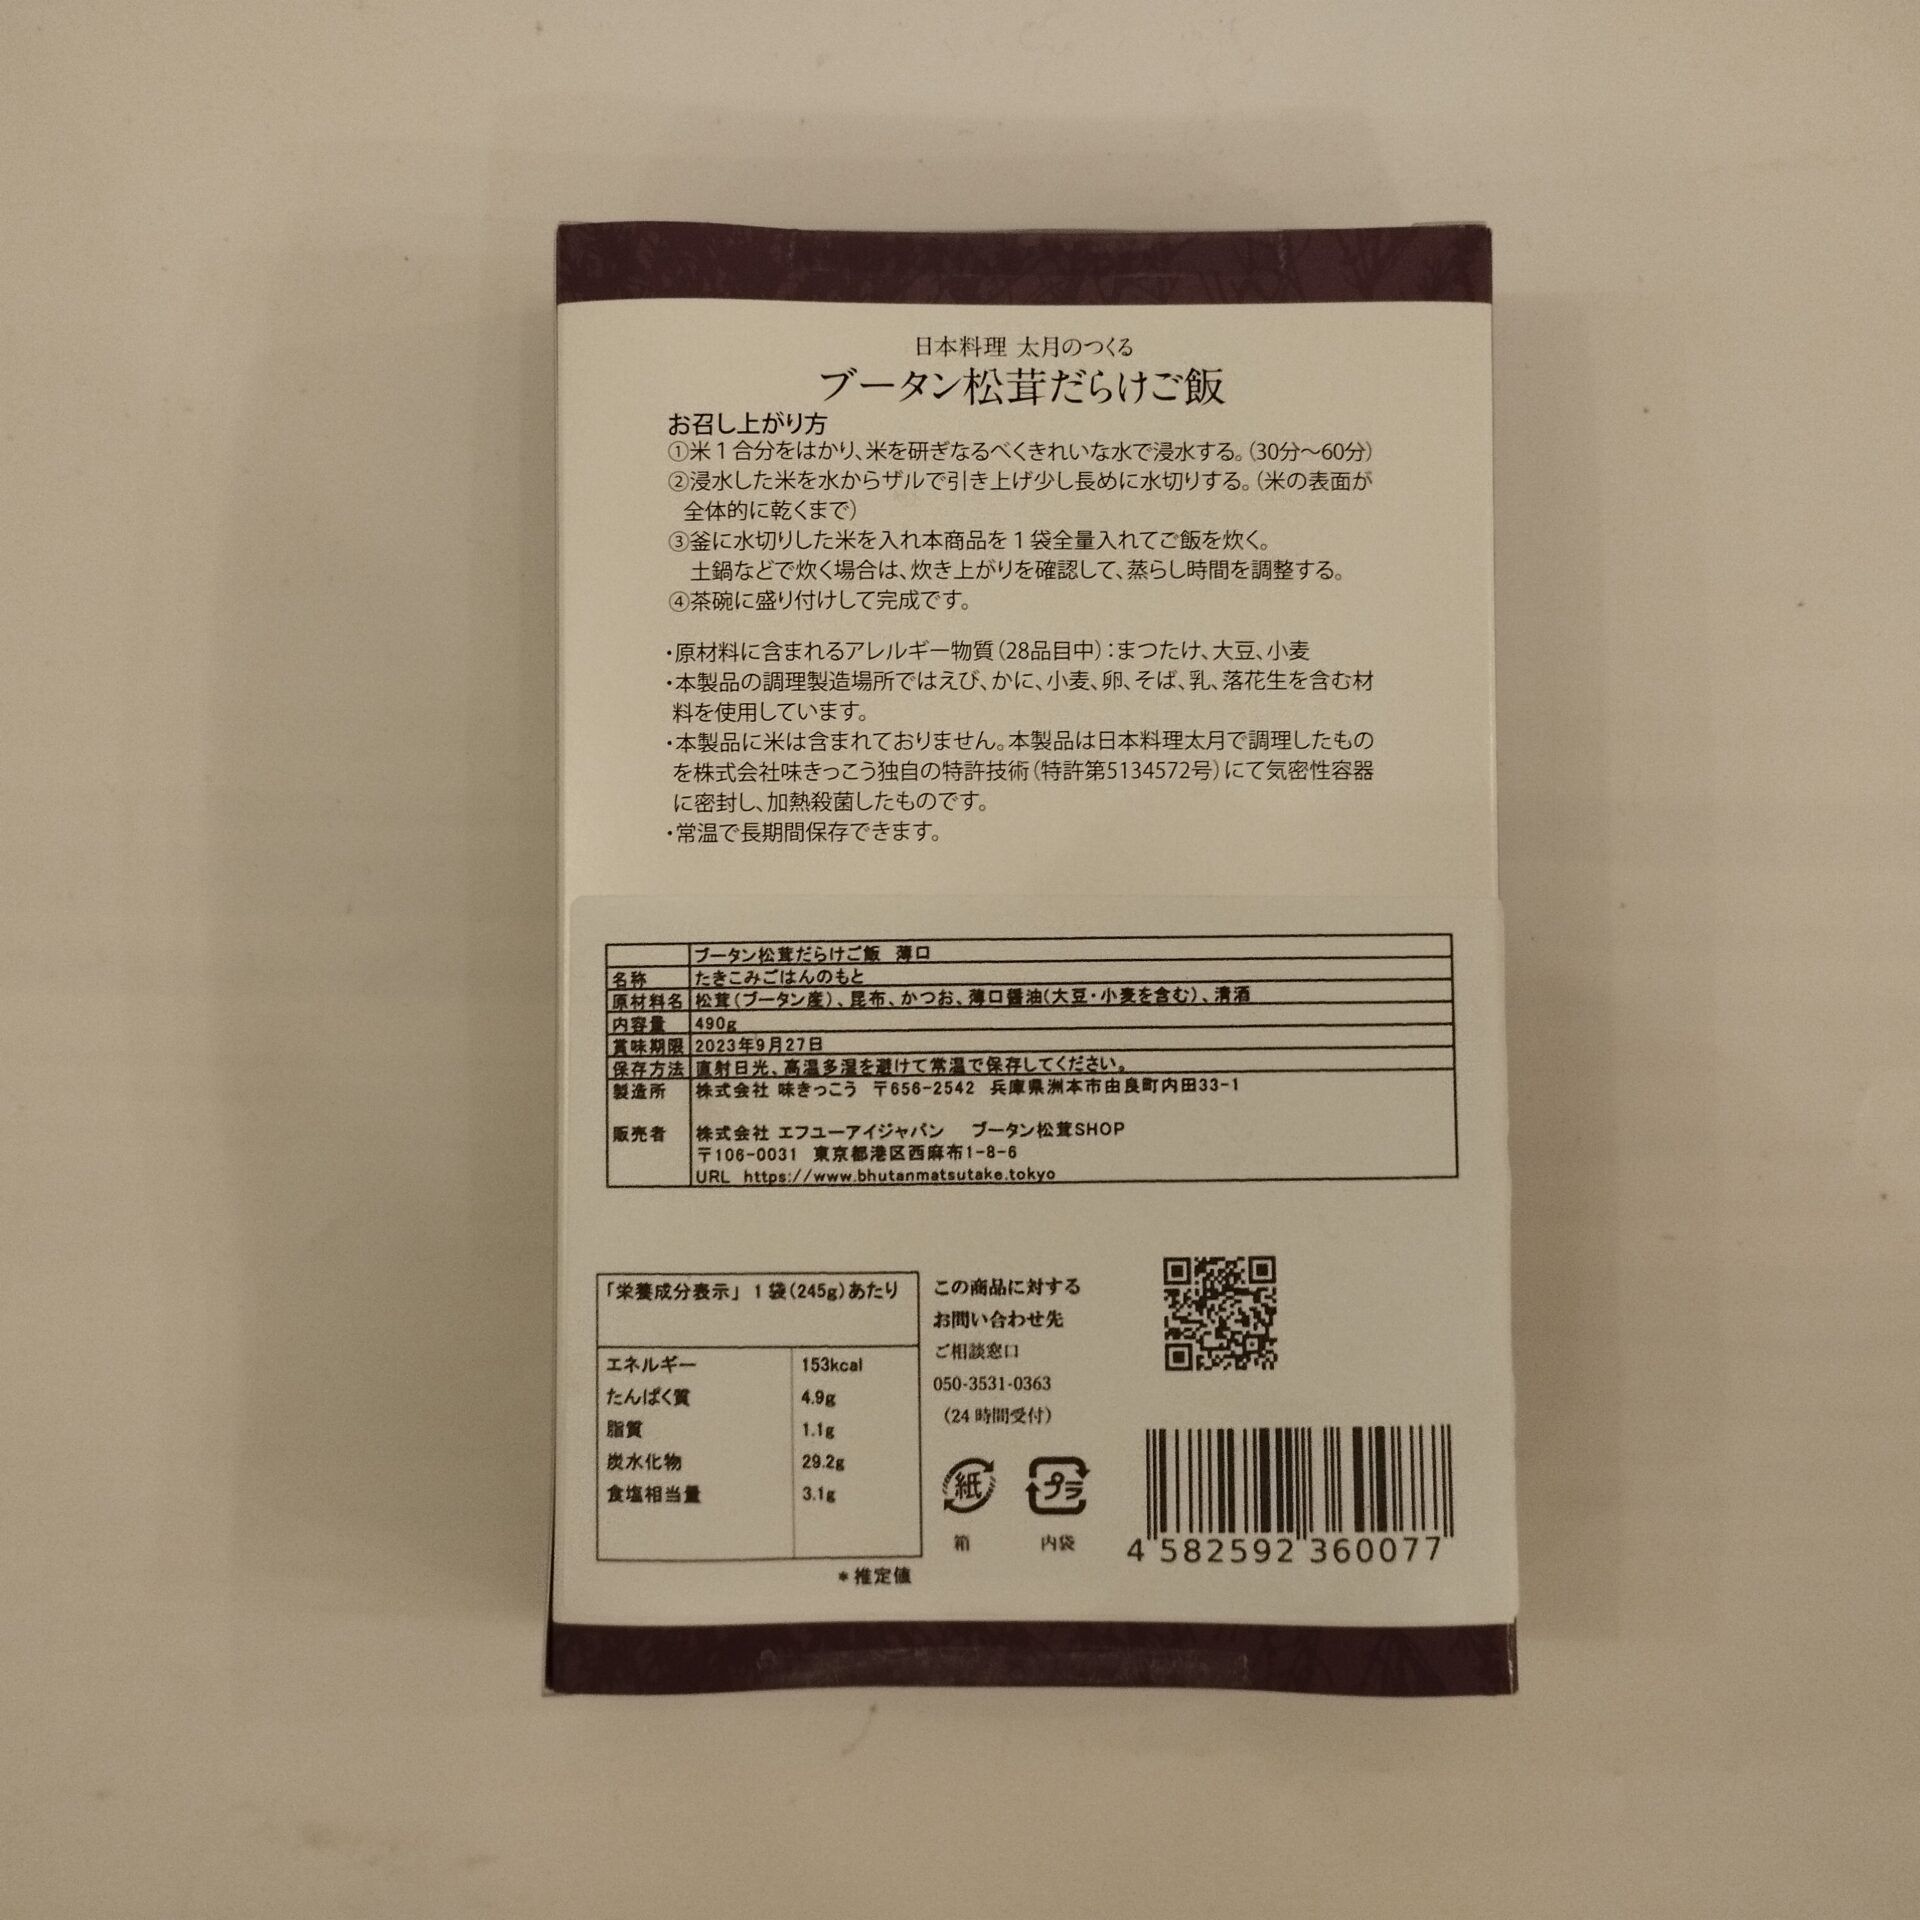 日本料理 太月のつくる
ブータン松茸だらけご飯
お召し上がり方
①米1合分をはかり、米を研ぎなるべくきれいな水で浸水する。(30分〜60分)
②浸水した米を水からザルで引き上げ少し長めに水切りする。(米の表面が
全体的に乾くまで)
③釜に水切りした米を入れ本商品を1袋全量入れてご飯を炊く。
土鍋などで炊く場合は、炊き上がりを確認して、蒸らし時間を調整する。
④茶碗に盛り付けして完成です。
・原材料に含まれるアレルギー物質(28品目中):まつたけ、大豆、小麦
・本製品の調理製造場所ではえび、かに、小麦、卵、そば、乳、落花生を含む材
料を使用しています。
・本製品に米は含まれておりません。本製品は日本料理太月で調理したもの
を株式会社味きっこう独自の特許技術(特許第5134572号)にて気密性容器
に密封し、加熱殺菌したものです。
・常温で長期間保存できます。
ブータン松茸だらけご飯 薄口
名称 たきこみごはんのもと
原材料名 松茸(ブータン産)、昆布、かつお、薄口醤油(大豆・小麦を含む)、清酒
内容量 490g
賞味期限 2023年9月27日
保存方法 直射日光、高温多湿を避けて常温で保存してください。
製造所 株式会社 味きっこう 〒656-2542 兵庫県洲本市由良町内田33-1
販売者 株式会社 エフユーアイジャパン ブータン松茸SHOP
〒106-0031 東京都港区西麻布1-8-6
URL https://www.bhutanmatsutake.tokyo
「栄養成分表示」 1袋(245g)あたり
エネルギー 153kcal
たんぱく質 4.9g
脂質 1.1g
炭水化物 29.2g
食塩相当量 3.1g
*推定値
この商品に対する
お問い合わせ先
ご相談窓口
050-3531-0363
(24時間受付)
紙 プラ
箱 内袋
4 582592 360077